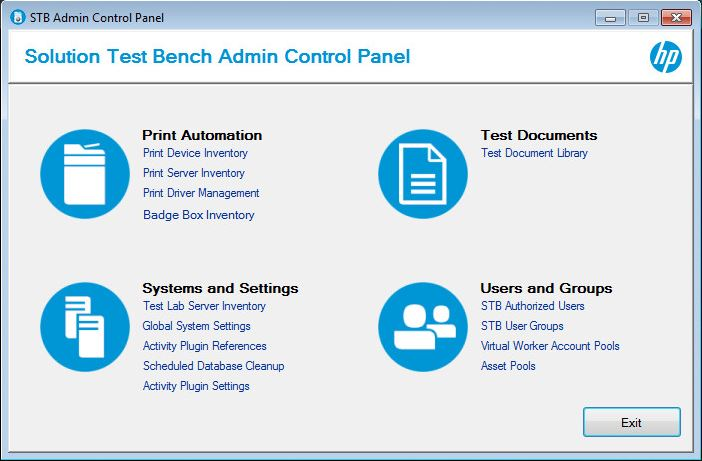 STB Admin Control Panel
Solution Test Bench Admin Control Panel
hp
Print Automation
Print Device Inventory
Print Server Inventory
Print Driver Management
Badge Box Inventory
Test Documents
Test Document Library
Systems and Settings
Test Lab Server Inventory
Global System Settings
Activity Plugin References
Scheduled Database Cleanup
Activity Plugin Settings
Users and Groups
STB Authorized Users
STB User Groups
Virtual Worker Account Pools
Asset Pools
Exit